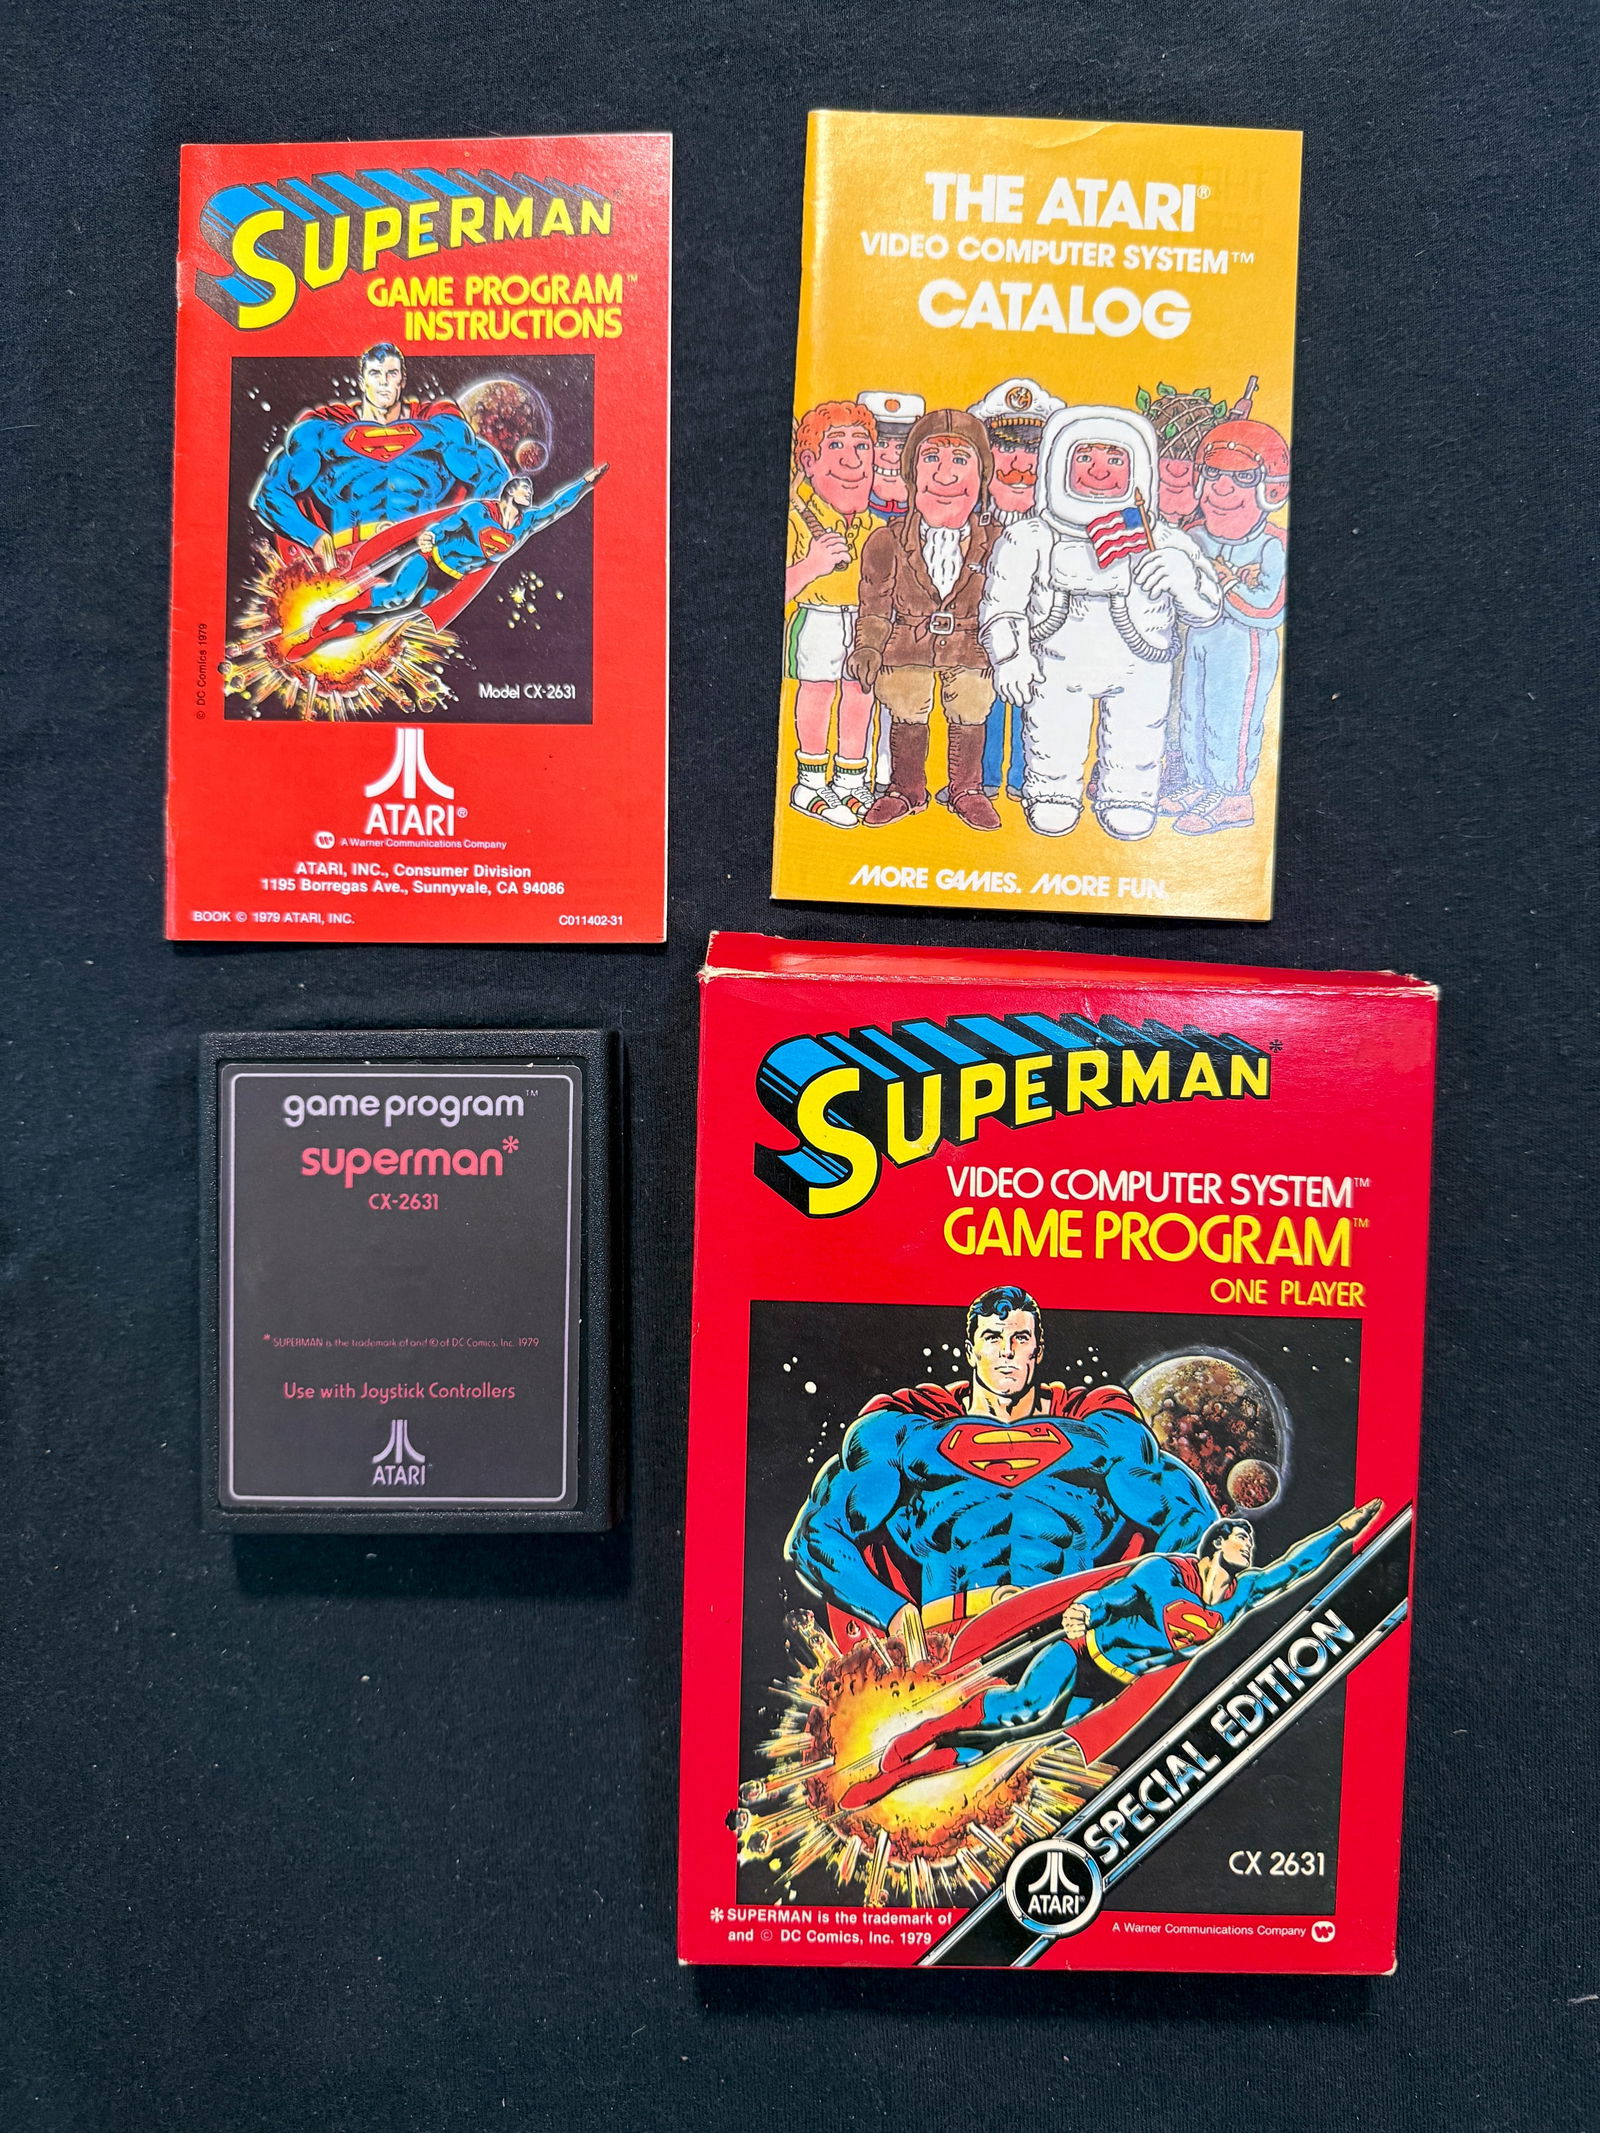 SUPERMAN
GAME PROGRAM™
INSTRUCTIONS
© DC Comics 1979
Model CX-2631
ATARI®
A Warner Communications Company
ATARI, INC., Consumer Division
1195 Borregas Ave., Sunnyvale, CA 94086
BOOK © 1979 ATARI, INC.
C011402-31
THE ATARI®
VIDEO COMPUTER SYSTEM™
CATALOG
MORE GAMES. MORE FUN.
game program™
superman*
CX-2631
* SUPERMAN is the trademark of and © of DC Comics, Inc. 1979
Use with Joystick Controllers
ATARI
SUPERMAN*
VIDEO COMPUTER SYSTEM™
GAME PROGRAM™
ONE PLAYER
SPECIAL EDITION
ATARI®
CX 2631
* SUPERMAN is the trademark of
and © DC Comics, Inc. 1979
A Warner Communications Company